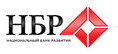 НБР
НАЦИОНАЛЬНЫЙ БАНК РАЗВИТИЯ